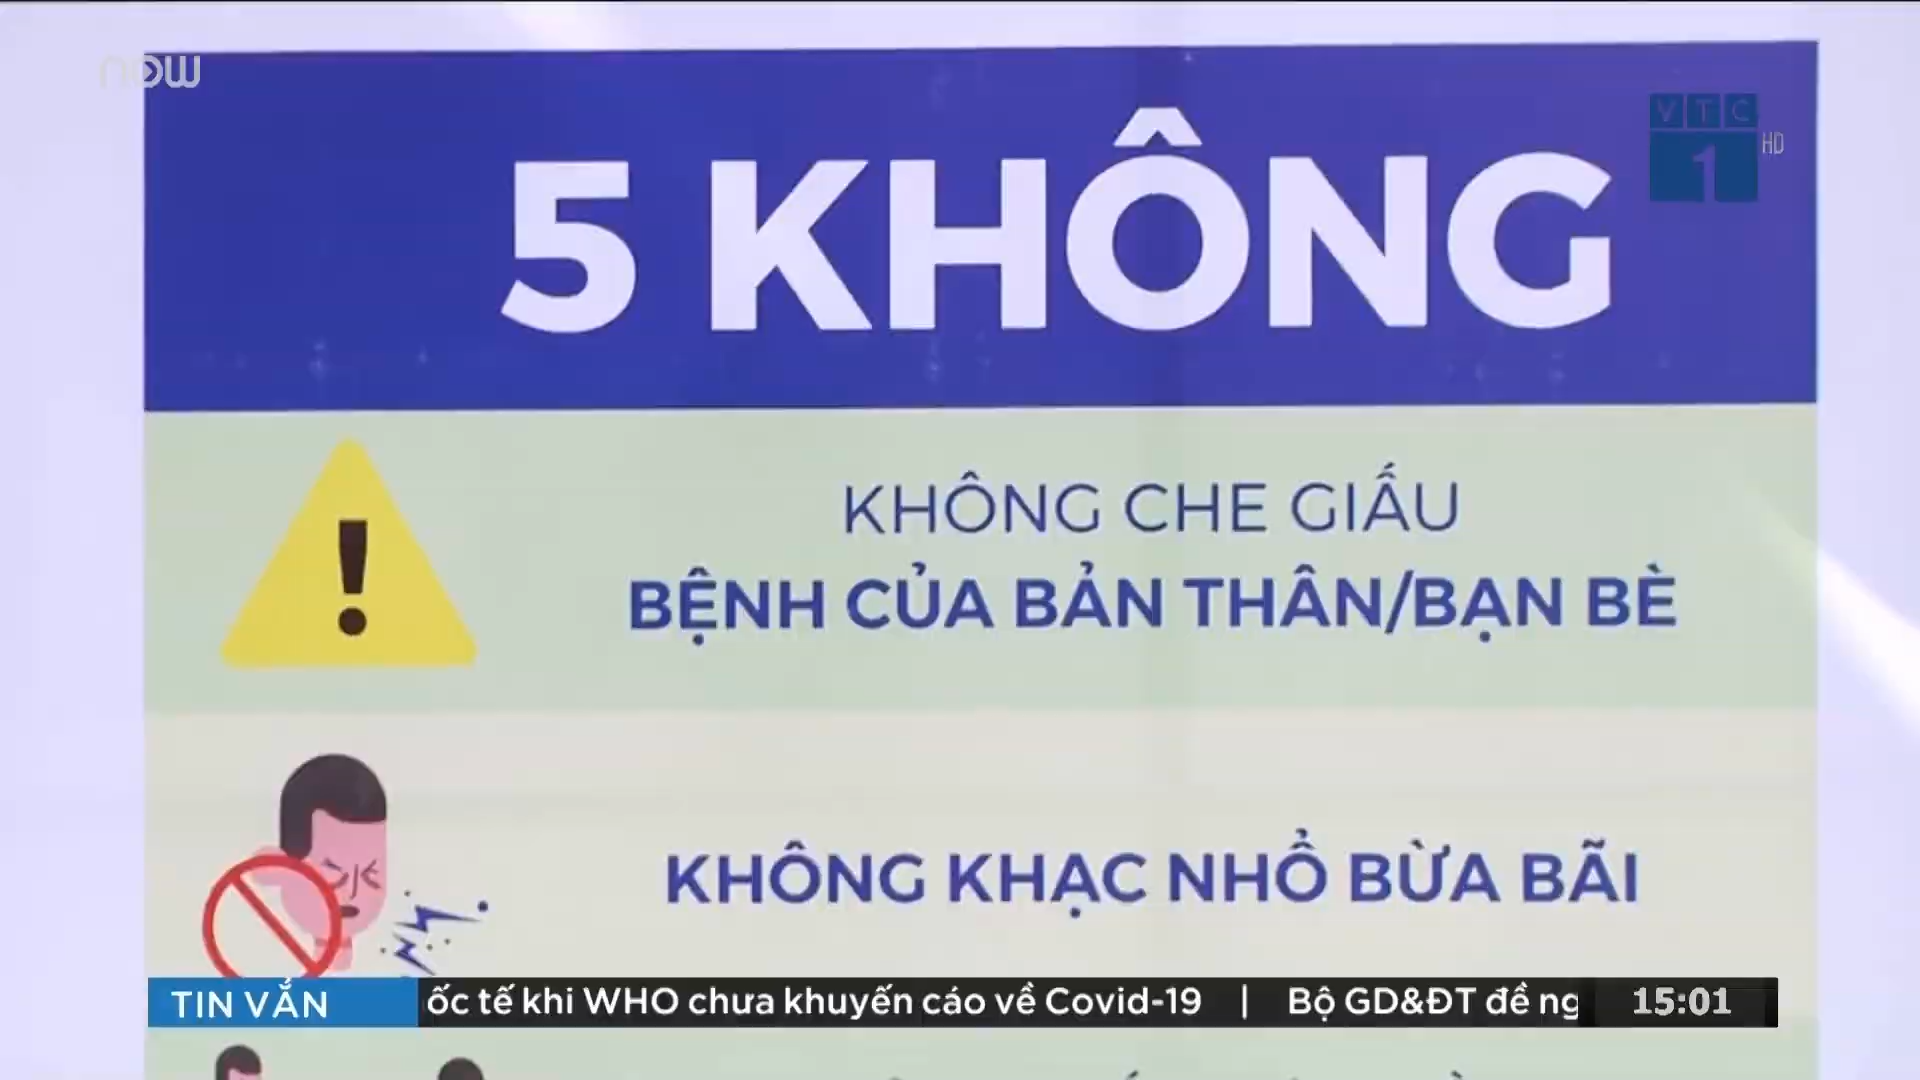 now
VTC
1
HD
5 KHÔNG
KHÔNG CHE GIẤU
BỆNH CỦA BẢN THÂN/BẠN BÈ
KHÔNG KHẠC NHỔ BỪA BÃI
TIN VẮN
ốc tế khi WHO chưa khuyến cáo về Covid-19 | Bộ GD&ĐT đề ng
15:01